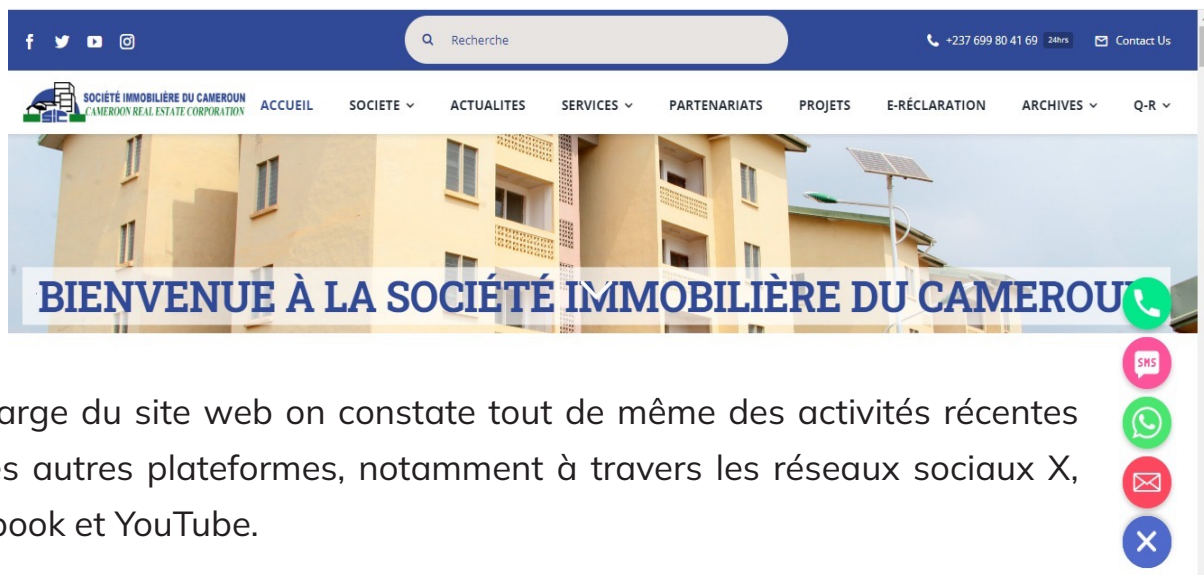 Recherche
+237 699 80 41 69 24hrs Contact Us
SOCIÉTÉ IMMOBILIÈRE DU CAMEROUN
CAMEROON REAL ESTATE CORPORATION
SIC
ACCUEIL SOCIETE ACTUALITES SERVICES PARTENARIATS PROJETS E-RÉCLARATION ARCHIVES Q-R
BIENVENUE À LA SOCIÉTÉ IMMOBILIÈRE DU CAMEROU
SMS
arge du site web on constate tout de même des activités récentes
es autres plateformes, notamment à travers les réseaux sociaux X,
book et YouTube.